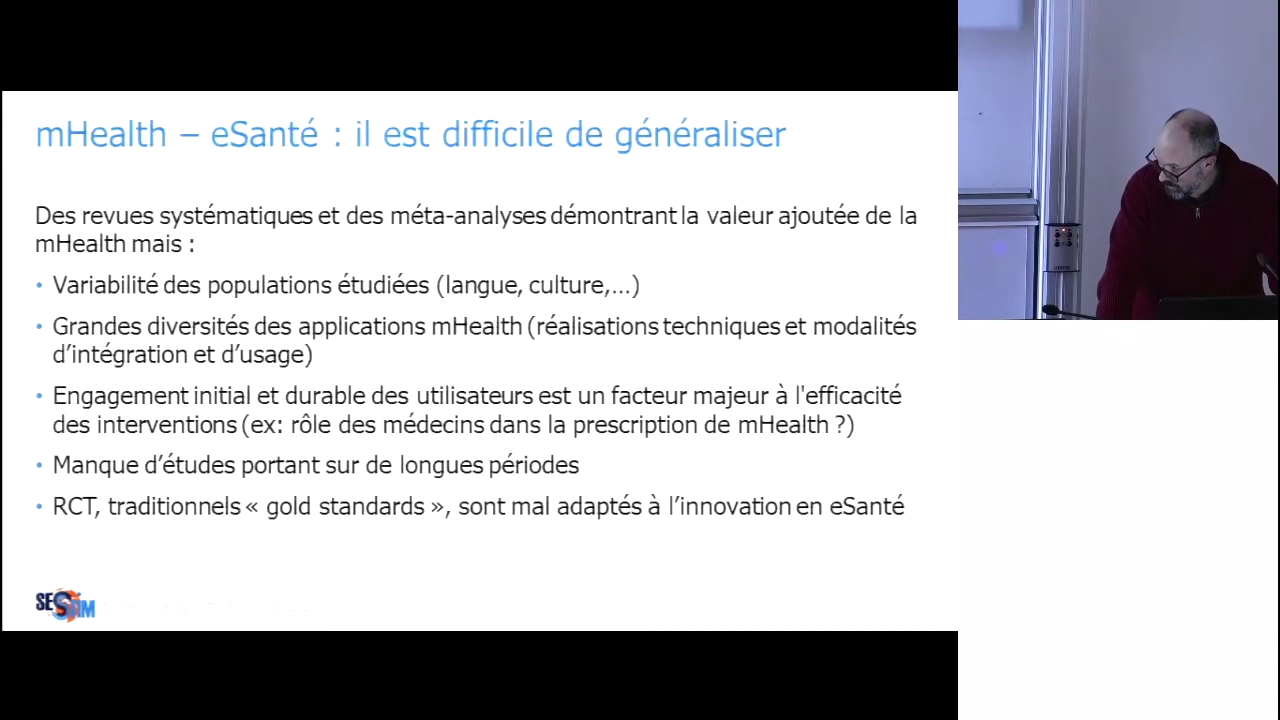 mHealth – eSanté : il est difficile de généraliser
Des revues systématiques et des méta-analyses démontrant la valeur ajoutée de la
mHealth mais :
• Variabilité des populations étudiées (langue, culture,...)
• Grandes diversités des applications mHealth (réalisations techniques et modalités
d’intégration et d’usage)
• Engagement initial et durable des utilisateurs est un facteur majeur à l'efficacité
des interventions (ex: rôle des médecins dans la prescription de mHealth ?)
• Manque d’études portant sur de longues périodes
• RCT, traditionnels « gold standards », sont mal adaptés à l’innovation en eSanté
SESSTIM